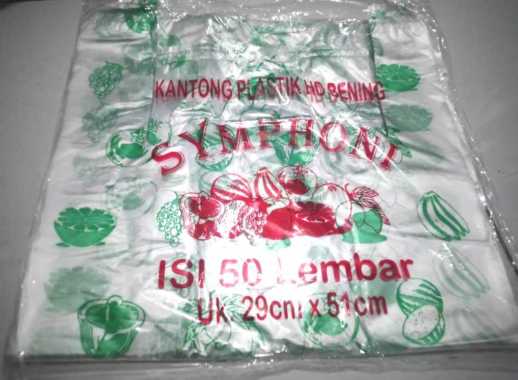 KANTONG PLASTIK HD BENING
SYMPHONI
ISI 50 Lembar
Uk. 29cm x 51cm